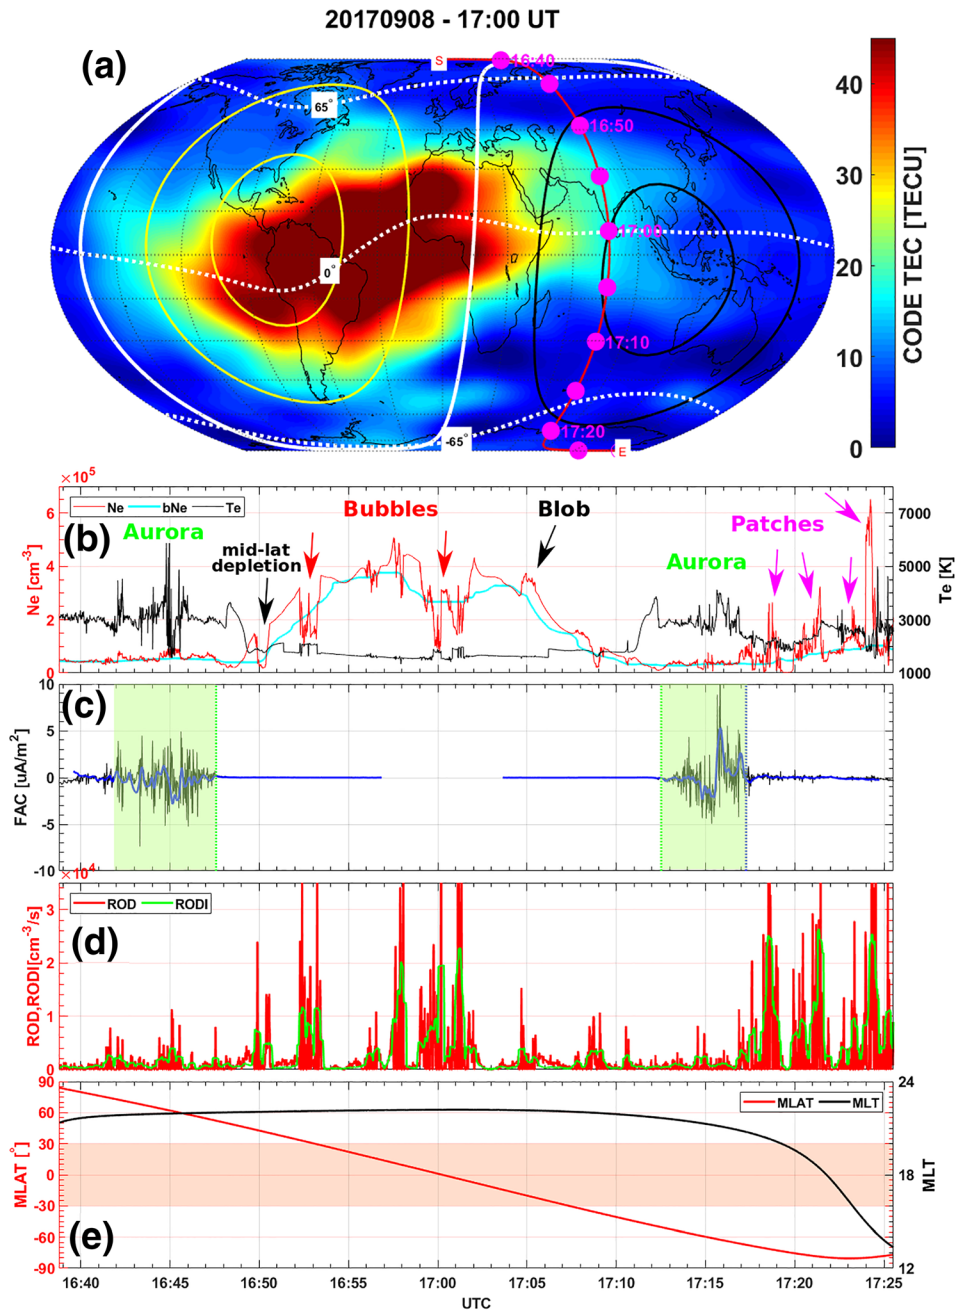 20170908 - 17:00 UT
(a)
S
16:40
65°
16:50
17:00
0°
17:10
-65°
17:20
E
40
30
20
10
0
CODE TEC [TECU]
×10⁵
Ne bNe Te
(b)
Aurora
mid-lat
depletion
Bubbles
Blob
Patches
Aurora
6
4
2
0
Ne [cm⁻³]
7000
5000
3000
1000
Te [K]
(c)
10
5
0
-5
-10
FAC [uA/m²]
×10⁴
ROD RODI
(d)
3
2
1
0
ROD,RODI[cm⁻³/s]
MLAT MLT
(e)
90
60
30
0
-30
-60
-90
MLAT [°]
24
18
12
MLT
16:40 16:45 16:50 16:55 17:00 17:05 17:10 17:15 17:20 17:25
UTC